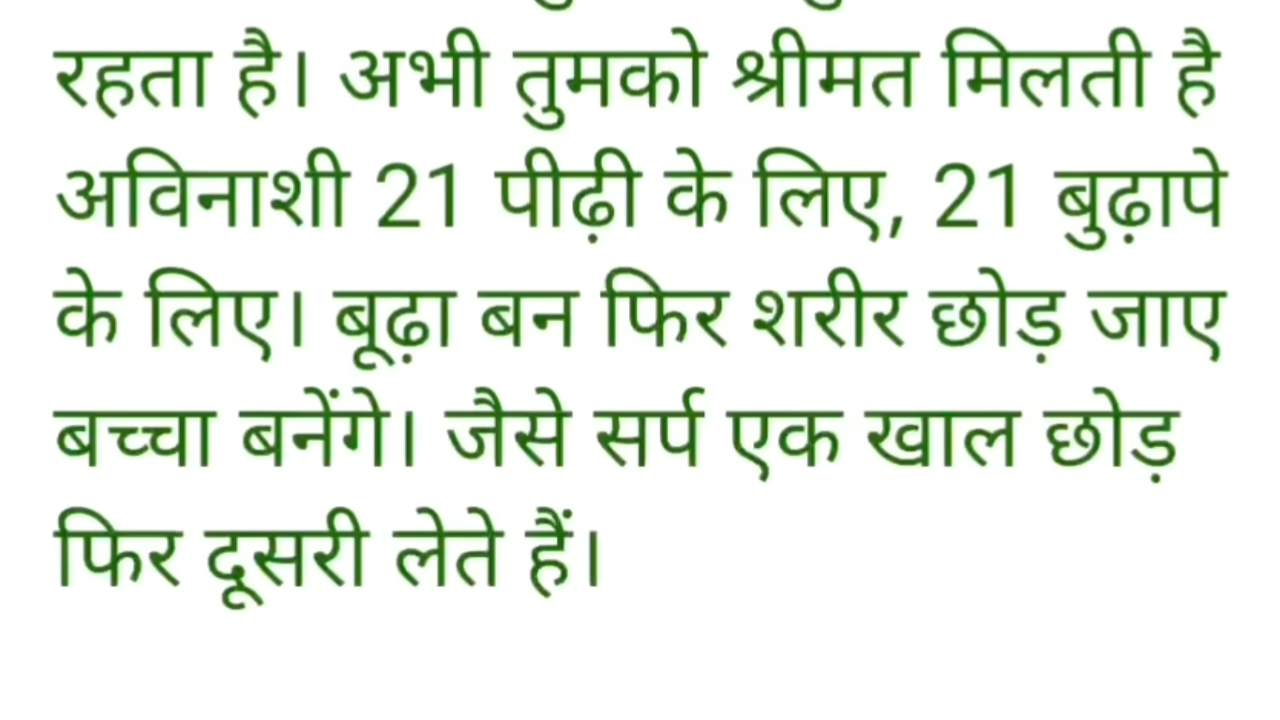 रहता है। अभी तुमको श्रीमत मिलती है
अविनाशी 21 पीढ़ी के लिए, 21 बुढ़ापे
के लिए। बूढ़ा बन फिर शरीर छोड़ जाए
बच्चा बनेंगे। जैसे सर्प एक खाल छोड़
फिर दूसरी लेते हैं।